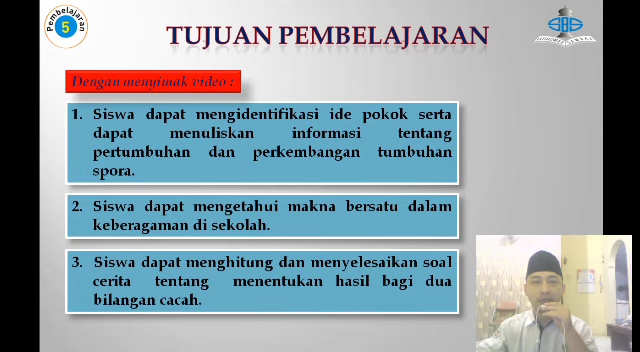 Pembelajaran
5
SBS
TUJUAN PEMBELAJARAN
Dengan menyimak video :
1. Siswa dapat mengidentifikasi ide pokok serta
dapat menuliskan informasi tentang
pertumbuhan dan perkembangan tumbuhan
spora.
2. Siswa dapat mengetahui makna bersatu dalam
keberagaman di sekolah.
3. Siswa dapat menghitung dan menyelesaikan soal
cerita tentang menentukan hasil bagi dua
bilangan cacah.